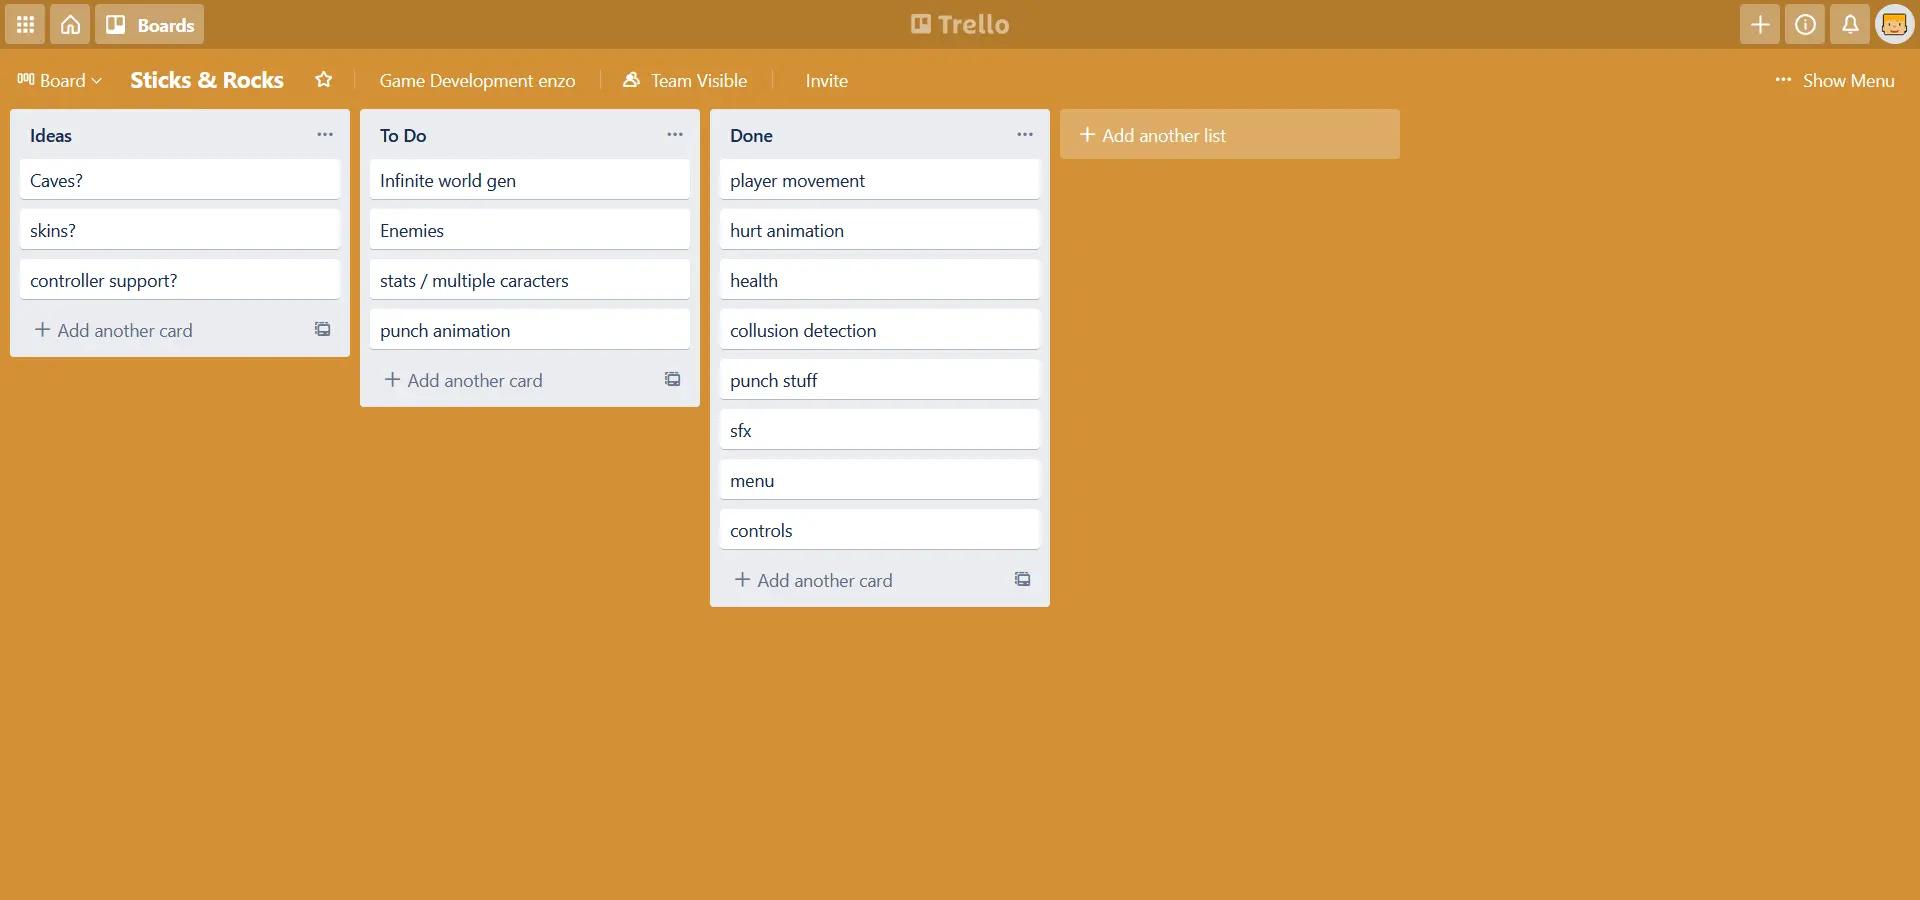 Boards
Trello
Board
Sticks & Rocks
Game Development enzo
Team Visible
Invite
Show Menu
Ideas
Caves?
skins?
controller support?
Add another card
To Do
Infinite world gen
Enemies
stats / multiple caracters
punch animation
Add another card
Done
player movement
hurt animation
health
collusion detection
punch stuff
sfx
menu
controls
Add another card
Add another list